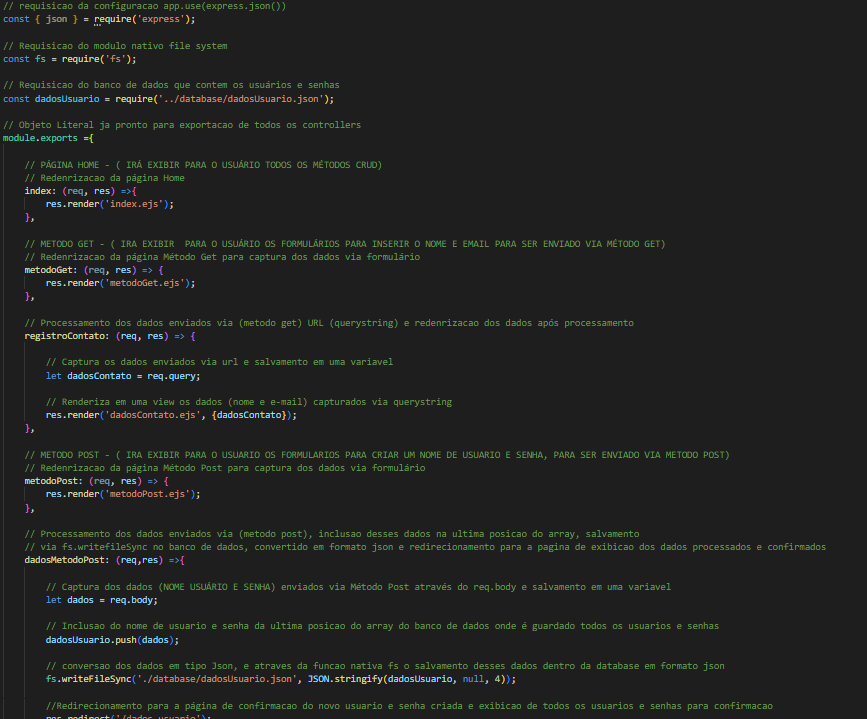 // requisicao da configuracao app.use(express.json())
const { json } = require('express');
// Requisicao do modulo nativo file system
const fs = require('fs');
// Requisicao do banco de dados que contem os usuários e senhas
const dadosUsuario = require('../database/dadosUsuario.json');
// Objeto Literal ja pronto para exportacao de todos os controllers
module.exports ={
// PÁGINA HOME - ( IRÁ EXIBIR PARA O USUÁRIO TODOS OS MÉTODOS CRUD)
// Redenrizacao da página Home
index: (req, res) =>{
res.render('index.ejs');
},
// METODO GET - ( IRA EXIBIR  PARA O USUÁRIO OS FORMULÁRIOS PARA INSERIR O NOME E EMAIL PARA SER ENVIADO VIA MÉTODO GET)
// Redenrizacao da página Método Get para captura dos dados via formulário
metodoGet: (req, res) => {
res.render('metodoGet.ejs');
},
// Processamento dos dados enviados via (metodo get) URL (querystring) e redenrizacao dos dados após processamento
registroContato: (req, res) => {
// Captura os dados enviados via url e salvamento em uma variavel
let dadosContato = req.query;
// Renderiza em uma view os dados (nome e e-mail) capturados via querystring
res.render('dadosContato.ejs', {dadosContato});
},
// METODO POST - ( IRA EXIBIR PARA O USUARIO OS FORMULARIOS PARA CRIAR UM NOME DE USUARIO E SENHA, PARA SER ENVIADO VIA METODO POST)
// Redenrizacao da página Método Post para captura dos dados via formulário
metodoPost: (req, res) => {
res.render('metodoPost.ejs');
},
// Processamento dos dados enviados via (metodo post), inclusao desses dados na ultima posicao do array, salvamento
// via fs.writefileSync no banco de dados, convertido em formato json e redirecionamento para a pagina de exibicao dos dados processados e confirmados
dadosMetodoPost: (req,res) =>{
// Captura dos dados (NOME USUÁRIO E SENHA) enviados via Método Post através do req.body e salvamento em uma variavel
let dados = req.body;
// Inclusao do nome de usuario e senha da ultima posicao do array do banco de dados onde é guardado todos os usuarios e senhas
dadosUsuario.push(dados);
// conversao dos dados em tipo Json, e atraves da funcao nativa fs o salvamento desses dados dentro da database em formato json
fs.writeFileSync('./database/dadosUsuario.json', JSON.stringify(dadosUsuario, null, 4));
//Redirecionamento para a página de confirmacao do novo usuario e senha criada e exibicao de todos os usuarios e senhas para confirmacao
res.redirect('/dados-usuario');